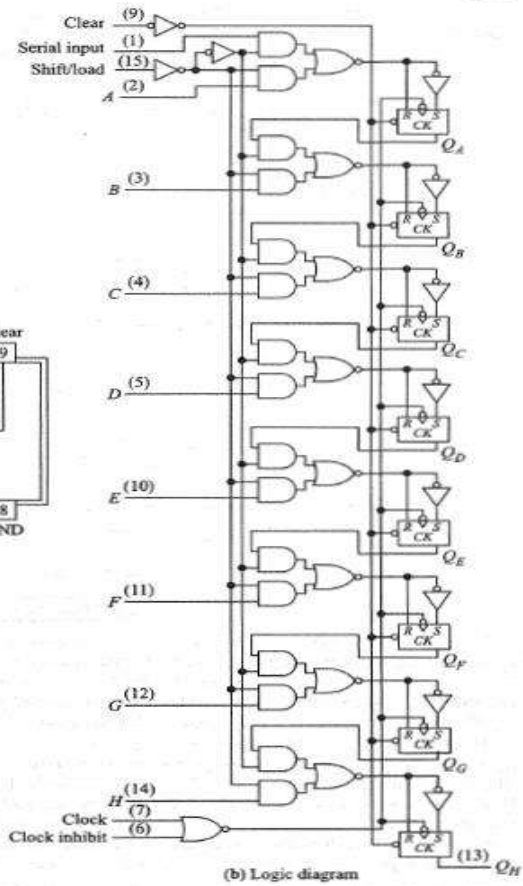 Clear (9)
Serial input (1)
Shift/load (15)
A (2)
R S
CK
Q_A
B (3)
R S
CK
Q_B
C (4)
R S
CK
Q_C
ear
9
D (5)
R S
CK
Q_D
E (10)
R S
CK
Q_E
8
ND
F (11)
R S
CK
Q_F
G (12)
R S
CK
Q_G
H (14)
R S
CK
Clock (7)
Clock inhibit (6)
(13) Q_H
(b) Logic diagram